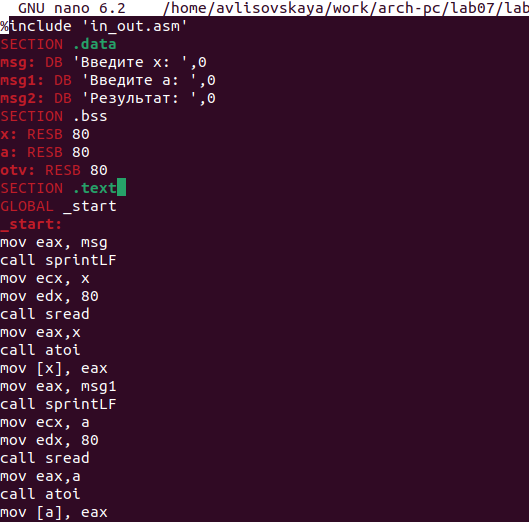 GNU nano 6.2 /home/avlisovskaya/work/arch-pc/lab07/lab
%include 'in_out.asm'
SECTION .data
msg: DB 'Введите x: ',0
msg1: DB 'Введите a: ',0
msg2: DB 'Результат: ',0
SECTION .bss
x: RESB 80
a: RESB 80
otv: RESB 80
SECTION .text
GLOBAL _start
_start:
mov eax, msg
call sprintLF
mov ecx, x
mov edx, 80
call sread
mov eax,x
call atoi
mov [x], eax
mov eax, msg1
call sprintLF
mov ecx, a
mov edx, 80
call sread
mov eax,a
call atoi
mov [a], eax